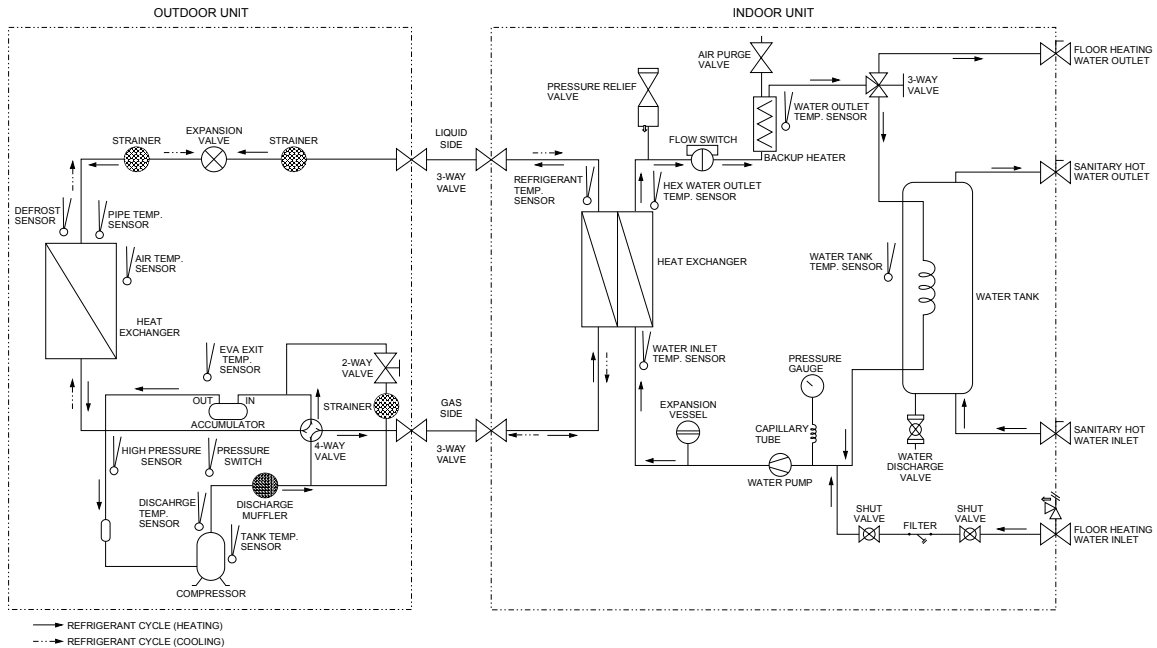 OUTDOOR UNIT
INDOOR UNIT
AIR PURGE
VALVE
FLOOR HEATING
WATER OUTLET
3-WAY
VALVE
PRESSURE RELIEF
VALVE
WATER OUTLET
TEMP. SENSOR
STRAINER
EXPANSION
VALVE
STRAINER
LIQUID
SIDE
3-WAY
VALVE
FLOW SWITCH
BACKUP HEATER
SANITARY HOT
WATER OUTLET
REFRIGERANT
TEMP.
SENSOR
HEX WATER OUTLET
TEMP. SENSOR
DEFROST
SENSOR
PIPE TEMP.
SENSOR
AIR TEMP.
SENSOR
HEAT EXCHANGER
WATER TANK
TEMP. SENSOR
WATER TANK
HEAT
EXCHANGER
EVA EXIT
TEMP.
SENSOR
2-WAY
VALVE
WATER INLET
TEMP. SENSOR
PRESSURE
GAUGE
OUT
IN
ACCUMULATOR
STRAINER
GAS
SIDE
3-WAY
VALVE
EXPANSION
VESSEL
CAPILLARY
TUBE
SANITARY HOT
WATER INLET
HIGH PRESSURE
SENSOR
PRESSURE
SWITCH
4-WAY
VALVE
WATER PUMP
WATER
DISCHARGE
VALVE
DISCAHRGE
TEMP.
SENSOR
DISCHARGE
MUFFLER
TANK TEMP.
SENSOR
SHUT
VALVE
FILTER
SHUT
VALVE
FLOOR HEATING
WATER INLET
COMPRESSOR
REFRIGERANT CYCLE (HEATING)
REFRIGERANT CYCLE (COOLING)